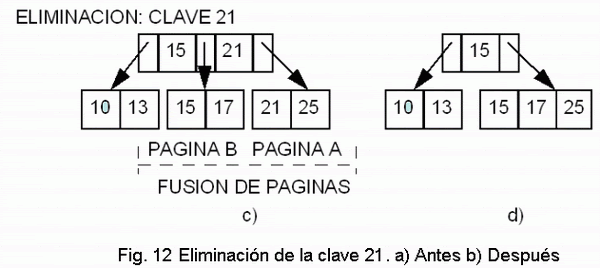 ELIMINACION: CLAVE 21
15 21 15
10 13 15 17 21 25 10 13 15 17 25
PAGINA B PAGINA A
FUSION DE PAGINAS
c) d)
Fig. 12 Eliminación de la clave 21. a) Antes b) Después